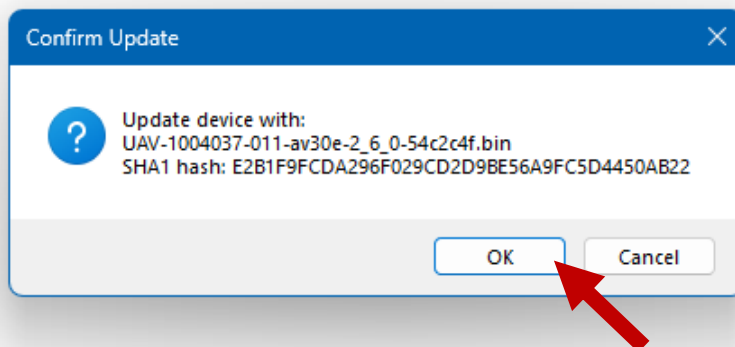 Confirm Update
Update device with:
UAV-1004037-011-av30e-2_6_0-54c2c4f.bin
SHA1 hash: E2B1F9FCDA296F029CD2D9BE56A9FC5D4450AB22
OK
Cancel